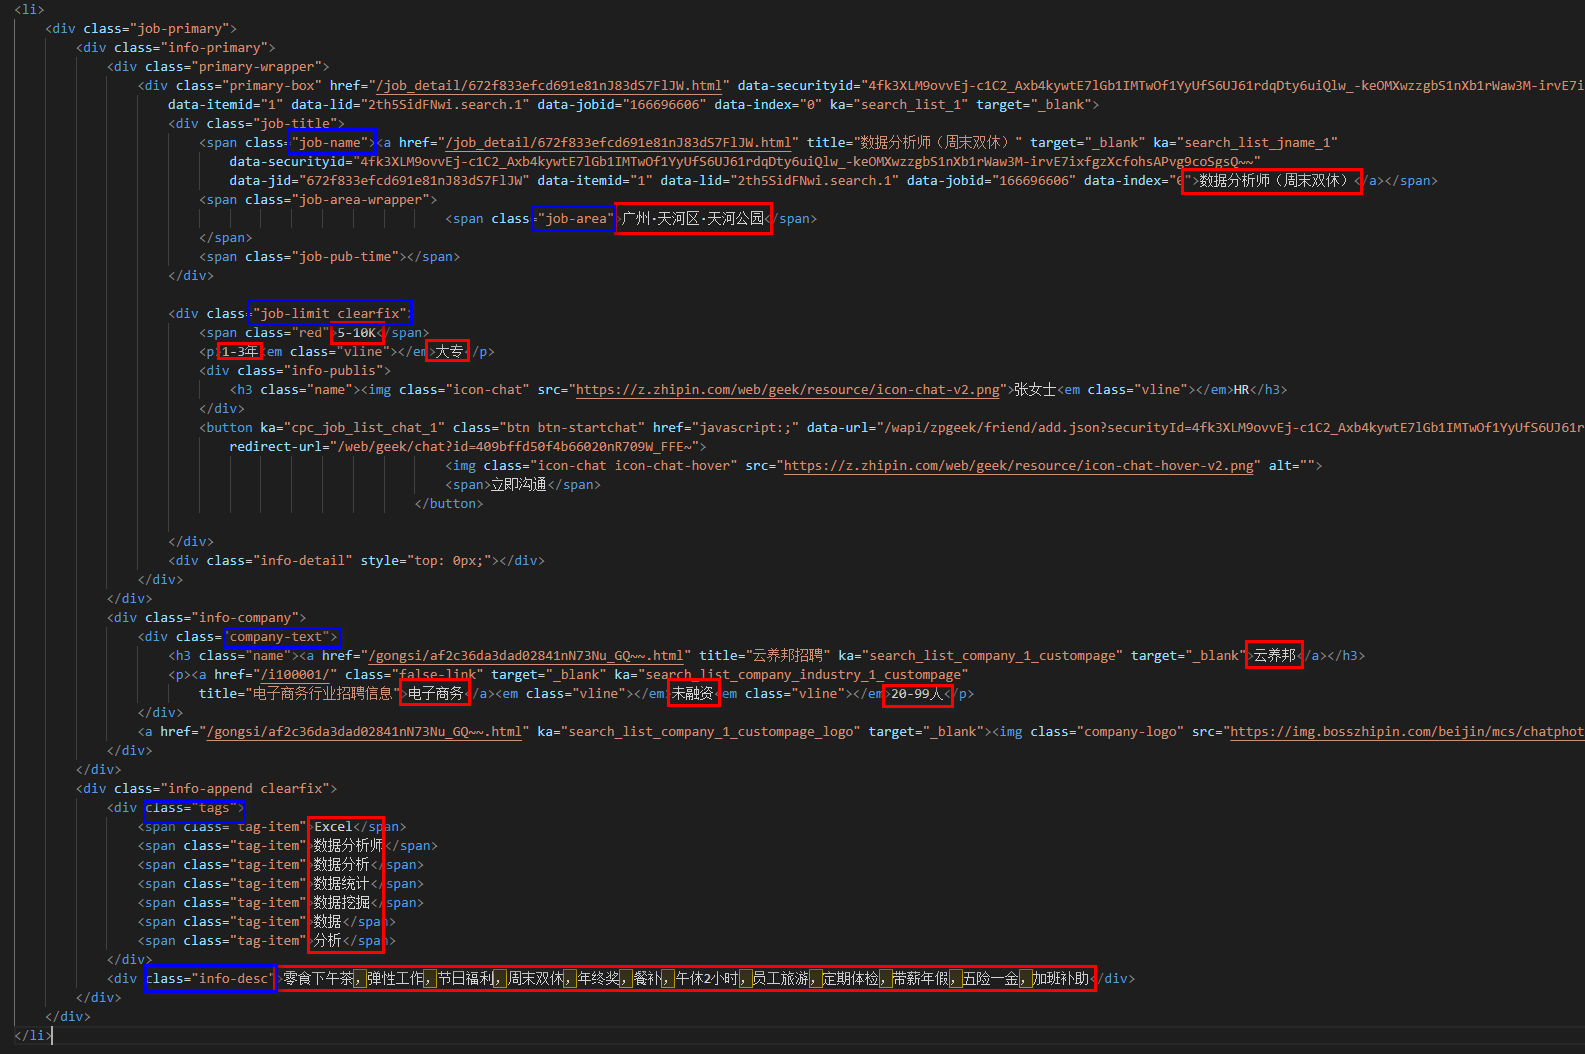 <li>
<div class="job-primary">
<div class="info-primary">
<div class="primary-wrapper">
<div class="primary-box" href="/job_detail/672f833efcd691e81nJ83dS7FlJW.html" data-securityid="4fk3XLM9ovvEj-c1C2_Axb4kywtE7lGb1IMTwOf1YyUfS6UJ61rdqDty6uiQlw_-keOMXwzzgbS1nXb1rWaw3M-irvE7i
data-itemid="1" data-lid="2th5SidFNwi.search.1" data-jobid="166696606" data-index="0" ka="search_list_1" target="_blank">
<div class="job-title">
<span class="job-name"><a href="/job_detail/672f833efcd691e81nJ83dS7FlJW.html" title="数据分析师（周末双休）" target="_blank" ka="search_list_jname_1"
data-securityid="4fk3XLM9ovvEj-c1C2_Axb4kywtE7lGb1IMTwOf1YyUfS6UJ61rdqDty6uiQlw_-keOMXwzzgbS1nXb1rWaw3M-irvE7ixfgzXcfohsAPvg9coSgsQ~~"
data-jid="672f833efcd691e81nJ83dS7FlJW" data-itemid="1" data-lid="2th5SidFNwi.search.1" data-jobid="166696606" data-index="0">数据分析师（周末双休）</a></span>
<span class="job-area-wrapper">
<span class="job-area">广州·天河区·天河公园</span>
</span>
<span class="job-pub-time"></span>
</div>
<div class="job-limit clearfix">
<span class="red">5-10K</span>
<p>1-3年<em class="vline"></em>大专</p>
<div class="info-publis">
<h3 class="name"><img class="icon-chat" src="https://z.zhipin.com/web/geek/resource/icon-chat-v2.png">张女士<em class="vline"></em>HR</h3>
</div>
<button ka="cpc_job_list_chat_1" class="btn btn-startchat" href="javascript:;" data-url="/wapi/zpgeek/friend/add.json?securityId=4fk3XLM9ovvEj-c1C2_Axb4kywtE7lGb1IMTwOf1YyUfS6UJ61r
redirect-url="/web/geek/chat?id=409bffd50f4b66020nR709W_FFE~">
<img class="icon-chat icon-chat-hover" src="https://z.zhipin.com/web/geek/resource/icon-chat-hover-v2.png" alt="">
<span>立即沟通</span>
</button>
</div>
<div class="info-detail" style="top: 0px;"></div>
</div>
</div>
<div class="info-company">
<div class="company-text">
<h3 class="name"><a href="/gongsi/af2c36da3dad02841nN73Nu_GQ~~.html" title="云养邦招聘" ka="search_list_company_1_custompage" target="_blank">云养邦</a></h3>
<p><a href="/i100001/" class="false-link" target="_blank" ka="search_list_company_industry_1_custompage"
title="电子商务行业招聘信息">电子商务</a><em class="vline"></em>未融资<em class="vline"></em>20-99人</p>
</div>
<a href="/gongsi/af2c36da3dad02841nN73Nu_GQ~~.html" ka="search_list_company_1_custompage_logo" target="_blank"><img class="company-logo" src="https://img.bosszhipin.com/beijin/mcs/chatphot
</div>
</div>
<div class="info-append clearfix">
<div class="tags">
<span class="tag-item">Excel</span>
<span class="tag-item">数据分析师</span>
<span class="tag-item">数据分析</span>
<span class="tag-item">数据统计</span>
<span class="tag-item">数据挖掘</span>
<span class="tag-item">数据</span>
<span class="tag-item">分析</span>
</div>
<div class="info-desc">零食下午茶，弹性工作，节日福利，周末双休，年终奖，餐补，午休2小时，员工旅游，定期体检，带薪年假，五险一金，加班补助</div>
</div>
</div>
</li>